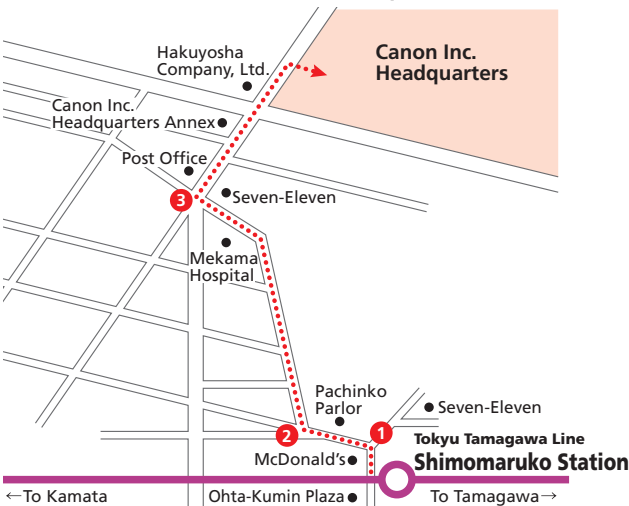 Hakuyosha
Company, Ltd.
Canon Inc.
Headquarters
Canon Inc.
Headquarters Annex
Post Office
3
Seven-Eleven
Mekama
Hospital
Pachinko
Parlor
Seven-Eleven
1
2
Tokyu Tamagawa Line
McDonald's
Shimomaruko Station
←To Kamata
Ohta-Kumin Plaza
To Tamagawa→